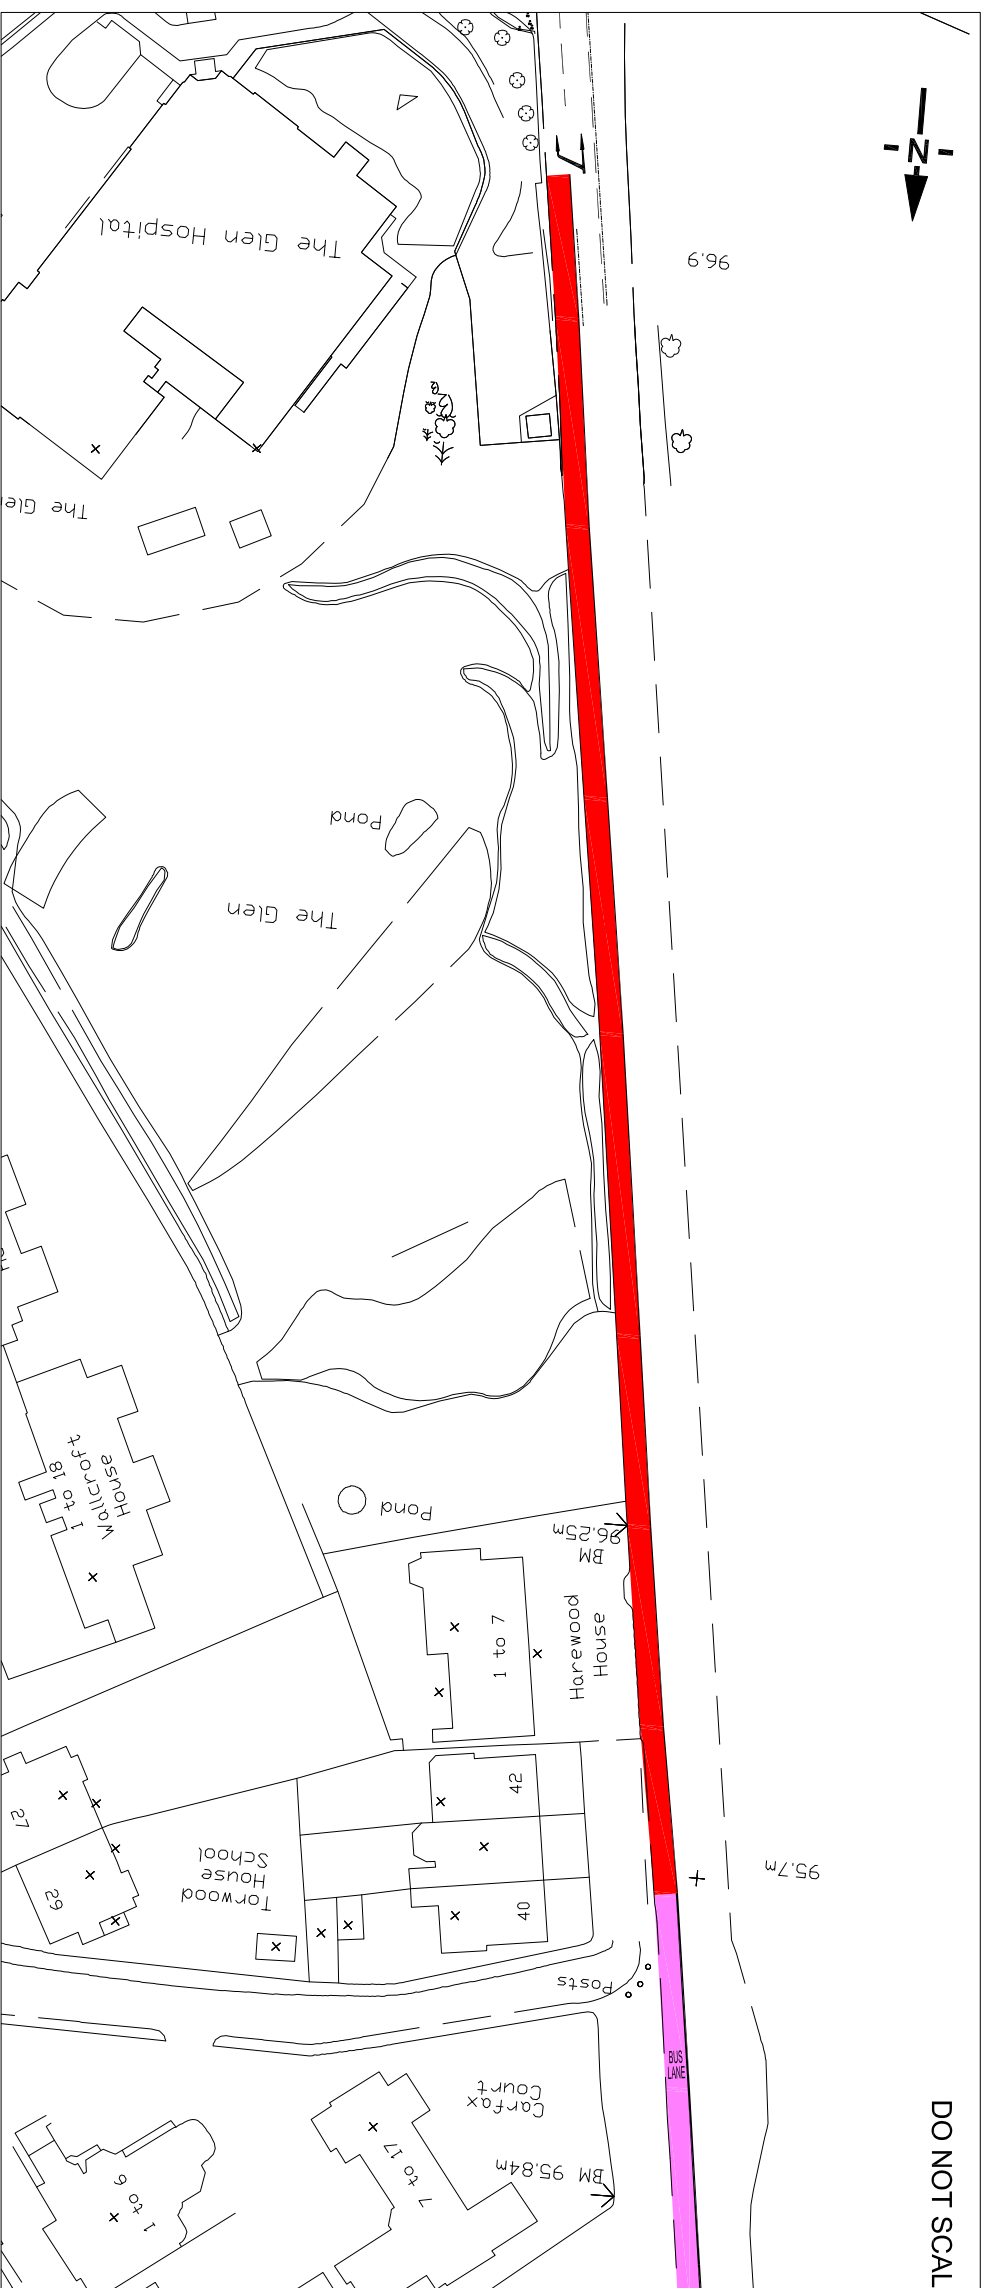 N
The Glen Hospital
96.9
The Glen
Pond
The Glen
Wallcroft
House
1 to 18
Pond
BM
96.25m
Harewood
House
1 to 7
42
40
27
29
Torwood
House
School
95.7m
Posts
BUS
LANE
Carfax
Court
7 to 17
1 to 6
BM 95.84m
DO NOT SCAL